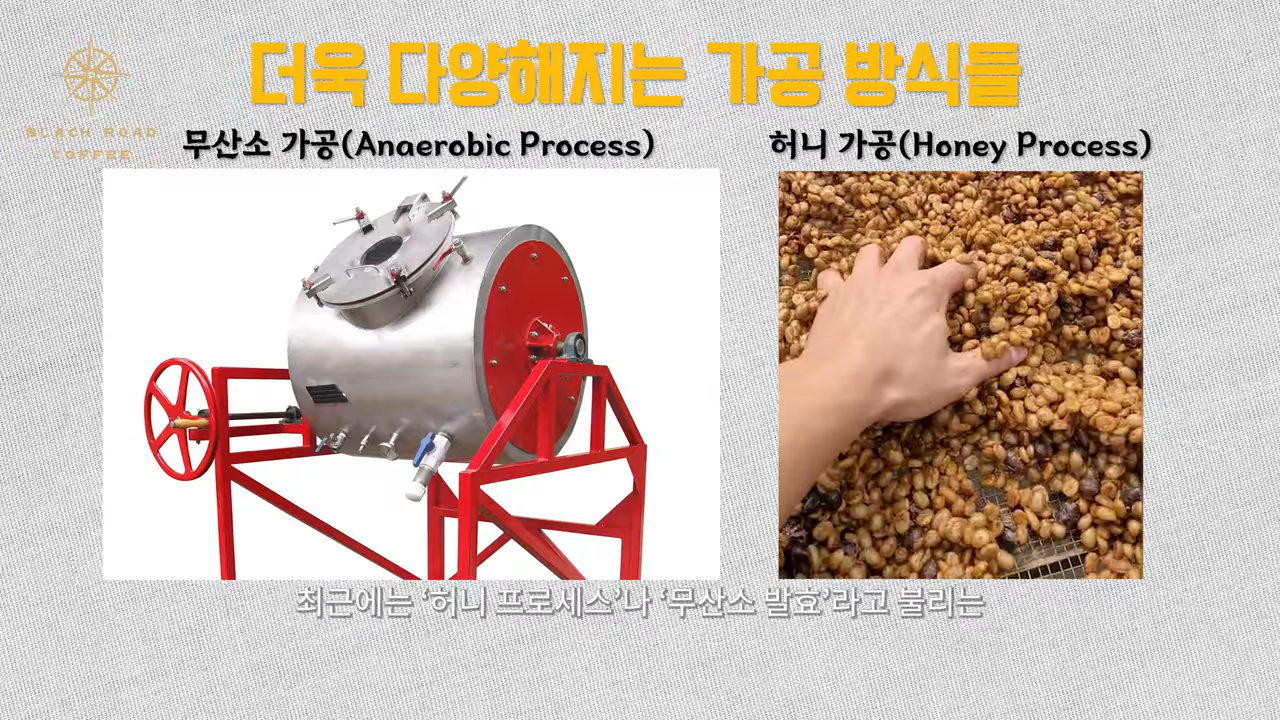 더욱 다양해지는 가공 방식들
BLACK ROAD
COFFEE
무산소 가공(Anaerobic Process)
허니 가공(Honey Process)
최근에는 ‘허니 프로세스’나 ‘무산소 발효’라고 불리는